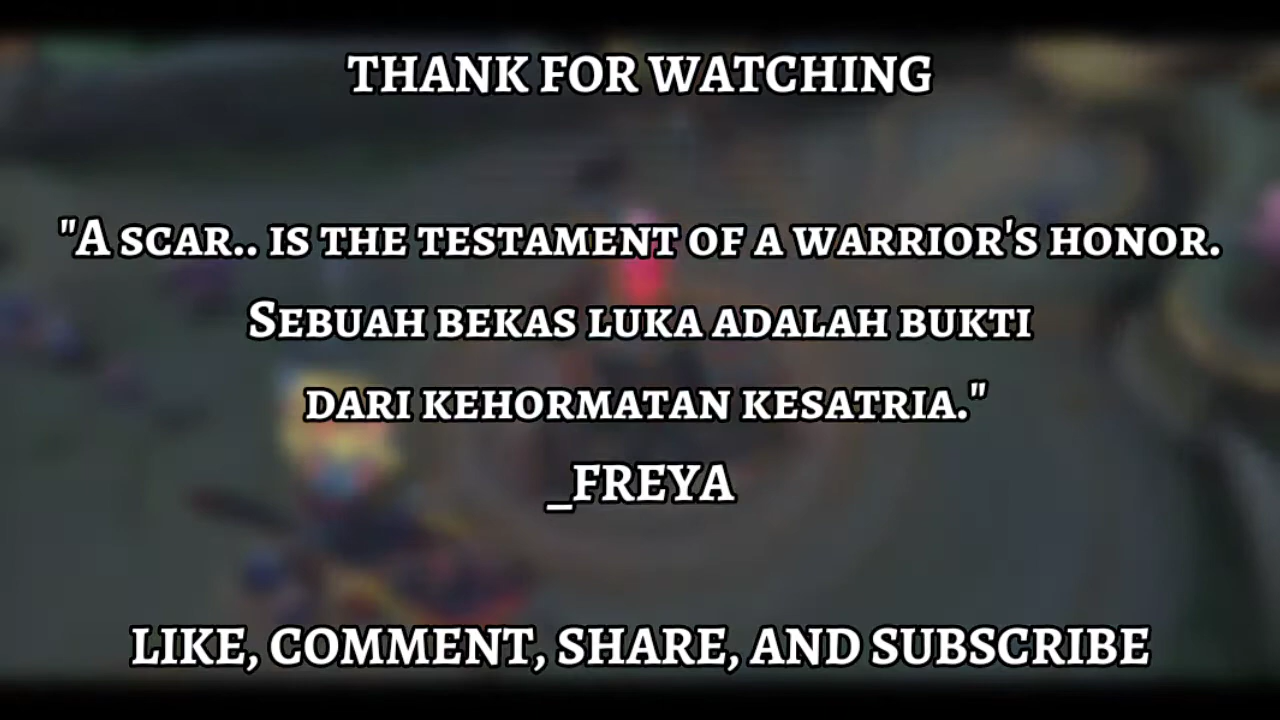 THANK FOR WATCHING
"A SCAR.. IS THE TESTAMENT OF A WARRIOR'S HONOR.
SEBUAH BEKAS LUKA ADALAH BUKTI
DARI KEHORMATAN KESATRIA."
_FREYA
LIKE, COMMENT, SHARE, AND SUBSCRIBE